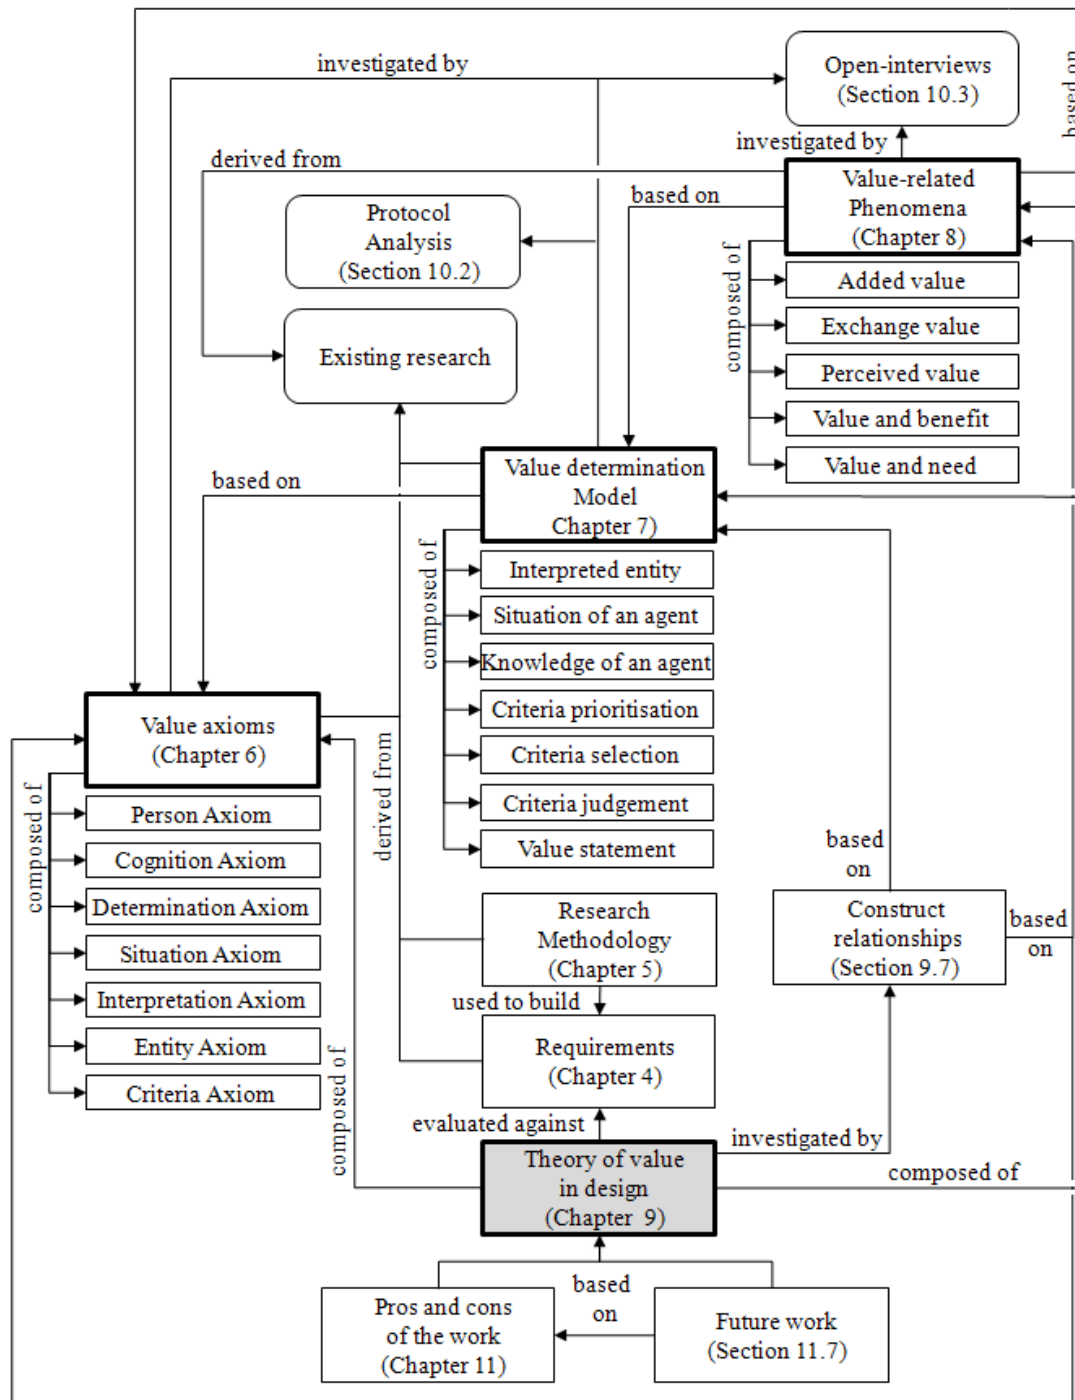 investigated by
Open-interviews
(Section 10.3)
based on
investigated by
derived from
Value-related
Phenomena
(Chapter 8)
based on
Protocol
Analysis
(Section 10.2)
composed of
Added value
Exchange value
Perceived value
Value and benefit
Value and need
Existing research
based on
Value determination
Model
Chapter 7)
composed of
Interpreted entity
Situation of an agent
Knowledge of an agent
Criteria prioritisation
Criteria selection
Criteria judgement
Value statement
Value axioms
(Chapter 6)
composed of
Person Axiom
Cognition Axiom
Determination Axiom
Situation Axiom
Interpretation Axiom
Entity Axiom
Criteria Axiom
derived from
based
on
Research
Methodology
(Chapter 5)
Construct
relationships
(Section 9.7)
based
on
used to build
Requirements
(Chapter 4)
composed of
evaluated against
investigated by
Theory of value
in design
(Chapter 9)
composed of
based
on
Pros and cons
of the work
(Chapter 11)
Future work
(Section 11.7)